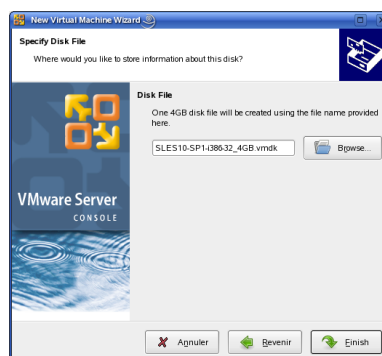 New Virtual Machine Wizard
Specify Disk File
Where would you like to store information about this disk?
Disk File
One 4GB disk file will be created using the file name provided
here.
SLES10-SP1-i386-32_4GB.vmdk
Browse...
VMware Server
CONSOLE
Annuler
Revenir
Finish